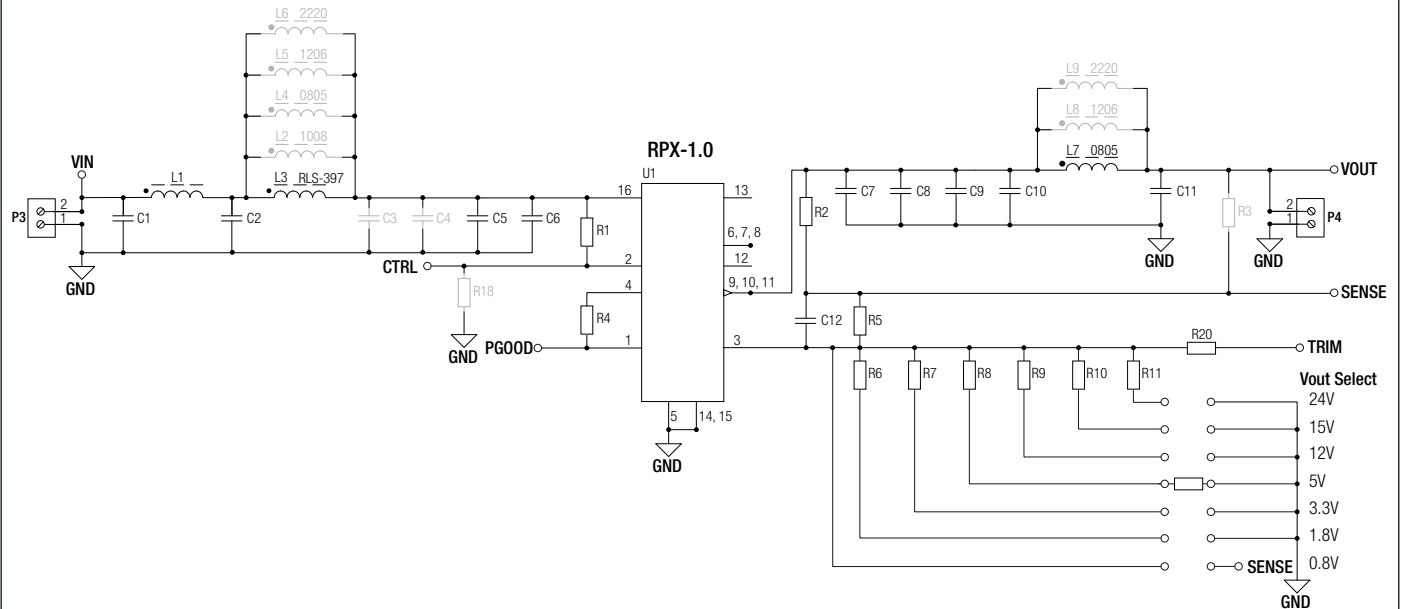 L6 2220
L5 1206
L4 0805
L2 1008
L3 RLS-397
L1
VIN
P3
2
1
GND
C1
C2
C3
C4
C5
C6
R1
CTRL
R18
GND
R4
PGOOD
RPX-1.0
U1
16
2
4
1
13
6, 7, 8
12
9, 10, 11
3
5
14, 15
GND
L9 2220
L8 1206
L7 0805
R2
C7
C8
C9
C10
C11
GND
R3
VOUT
2
1
P4
GND
SENSE
C12
R5
R20
TRIM
R6
R7
R8
R9
R10
R11
Vout Select
24V
15V
12V
5V
3.3V
1.8V
SENSE 0.8V
GND